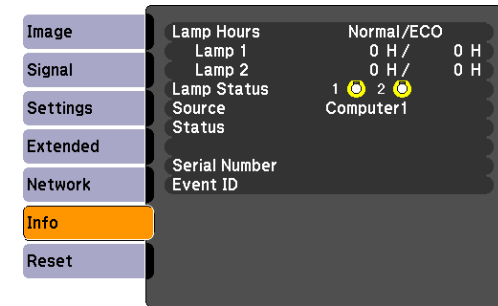 Image
Signal
Settings
Extended
Network
Info
Reset
Lamp Hours Normal/ECO
Lamp 1 0 H/ 0 H
Lamp 2 0 H/ 0 H
Lamp Status 1 2
Source Computer1
Status
Serial Number
Event ID